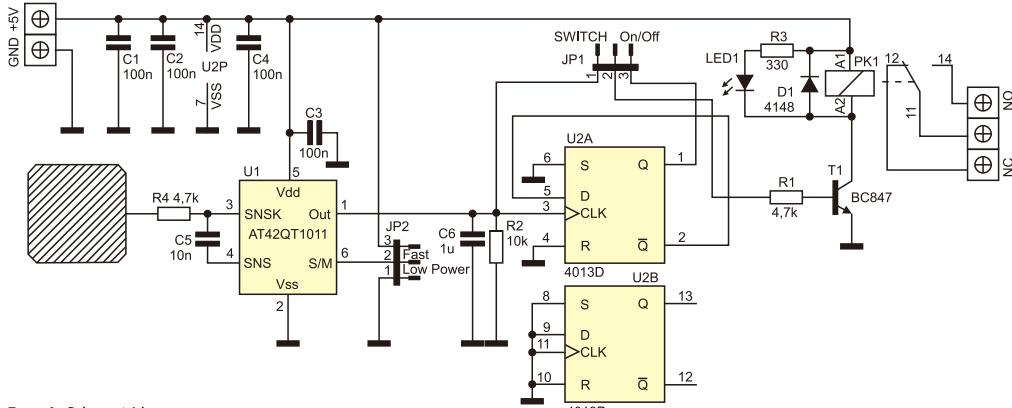 GND +5V
C1
100n
C2
100n
14
VDD
U2P
7
VSS
C4
100n
C3
100n
SWITCH
On/Off
JP1
1
2
3
LED1
R3
330
D1
4148
A1
PK1
A2
12
14
11
NO
NC
R4 4,7k
C5
10n
U1
5
Vdd
3
SNSK
Out
1
AT42QT1011
4
SNS
S/M
6
Vss
2
JP2
3
2
1
Fast
Low Power
C6
1u
R2
10k
U2A
6
S
Q
1
5
D
3
CLK
4
R
Q
2
4013D
U2B
8
S
Q
13
9
D
11
CLK
10
R
Q
12
R1
4,7k
T1
BC847